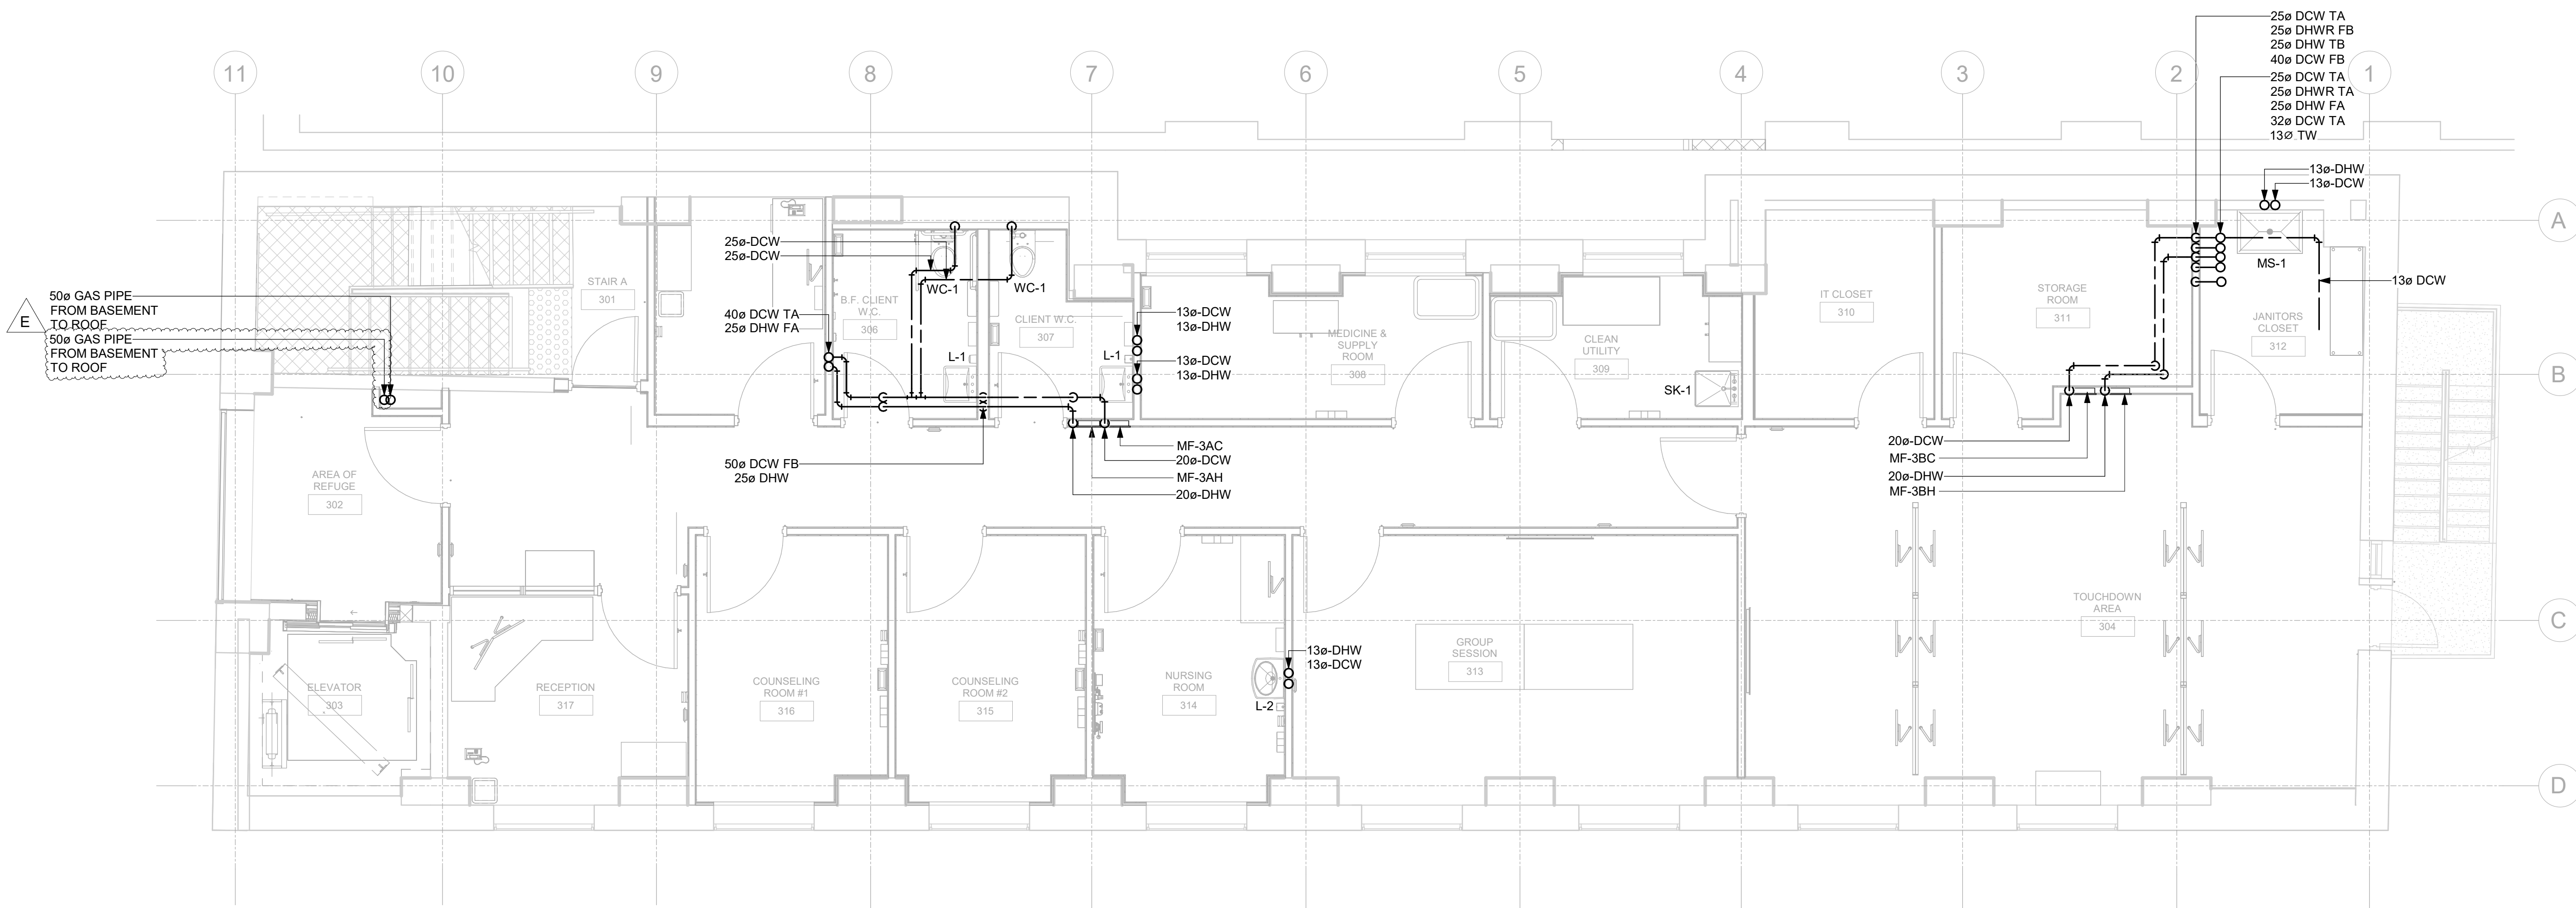 25ø DCW TA
25ø DHWR FB
25ø DHW TB
40ø DCW FB
25ø DCW TA
25ø DHWR TA
25ø DHW FA
32ø DCW TA
13Ø TW
11
10
9
8
7
6
5
4
3
2
1
13ø-DHW
13ø-DCW
A
25ø-DCW
25ø-DCW
WC-1
WC-1
MS-1
STAIR A
301
B.F. CLIENT
W.C.
306
CLIENT W.C.
307
13ø-DCW
13ø-DHW
13ø-DCW
13ø-DHW
L-1
L-1
MEDICINE &
SUPPLY
ROOM
308
CLEAN
UTILITY
309
SK-1
IT CLOSET
310
STORAGE
ROOM
311
JANITORS
CLOSET
312
13ø DCW
E
50ø GAS PIPE
FROM BASEMENT
TO ROOF
50ø GAS PIPE
FROM BASEMENT
TO ROOF
40ø DCW TA
25ø DHW FA
B
50ø DCW FB
25ø DHW
MF-3AC
20ø-DCW
MF-3AH
20ø-DHW
20ø-DCW
MF-3BC
20ø-DHW
MF-3BH
AREA OF
REFUGE
302
TOUCHDOWN
AREA
304
C
ELEVATOR
303
RECEPTION
317
COUNSELING
ROOM #1
316
COUNSELING
ROOM #2
315
NURSING
ROOM
314
L-2
13ø-DHW
13ø-DCW
GROUP
SESSION
313
D